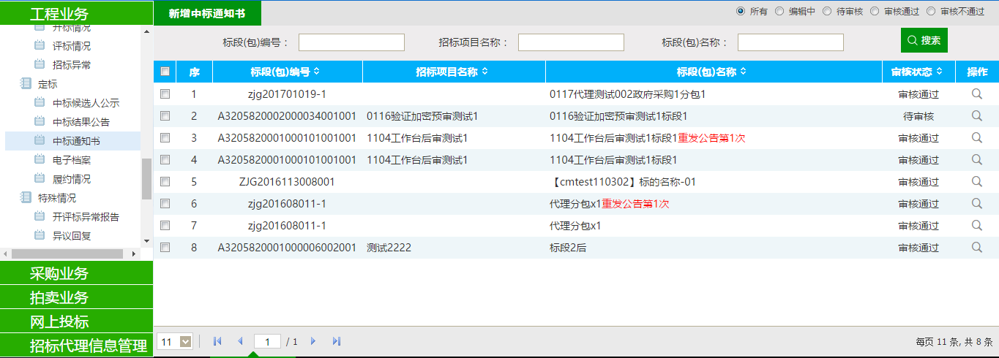 工程业务
开标情况
评标情况
招标异常
定标
中标候选人公示
中标结果公告
中标通知书
电子档案
履约情况
特殊情况
开评标异常报告
异议回复
采购业务
拍卖业务
网上投标
招标代理信息管理
新增中标通知书
所有 编辑中 待审核 审核通过 审核不通过
标段(包)编号： 招标项目名称： 标段(包)名称： 搜索
序 标段(包)编号 招标项目名称 标段(包)名称 审核状态 操作
1 zjg201701019-1 0117代理测试002政府采购1分包1 审核通过
2 A3205820002000034001001 0116验证加密预审测试1 0116验证加密预审测试1标段1 待审核
3 A3205820001000101001001 1104工作台后审测试1 1104工作台后审测试1标段1重发公告第1次 审核通过
4 A3205820001000101001001 1104工作台后审测试1 1104工作台后审测试1标段1 审核通过
5 ZJG2016113008001 【cmtest110302】标的名称-01 审核通过
6 zjg201608011-1 代理分包x1重发公告第1次 审核通过
7 zjg201608011-1 代理分包x1 审核通过
8 A3205820001000006002001 测试2222 标段2后 审核通过
11 1 / 1 每页 11 条, 共 8 条